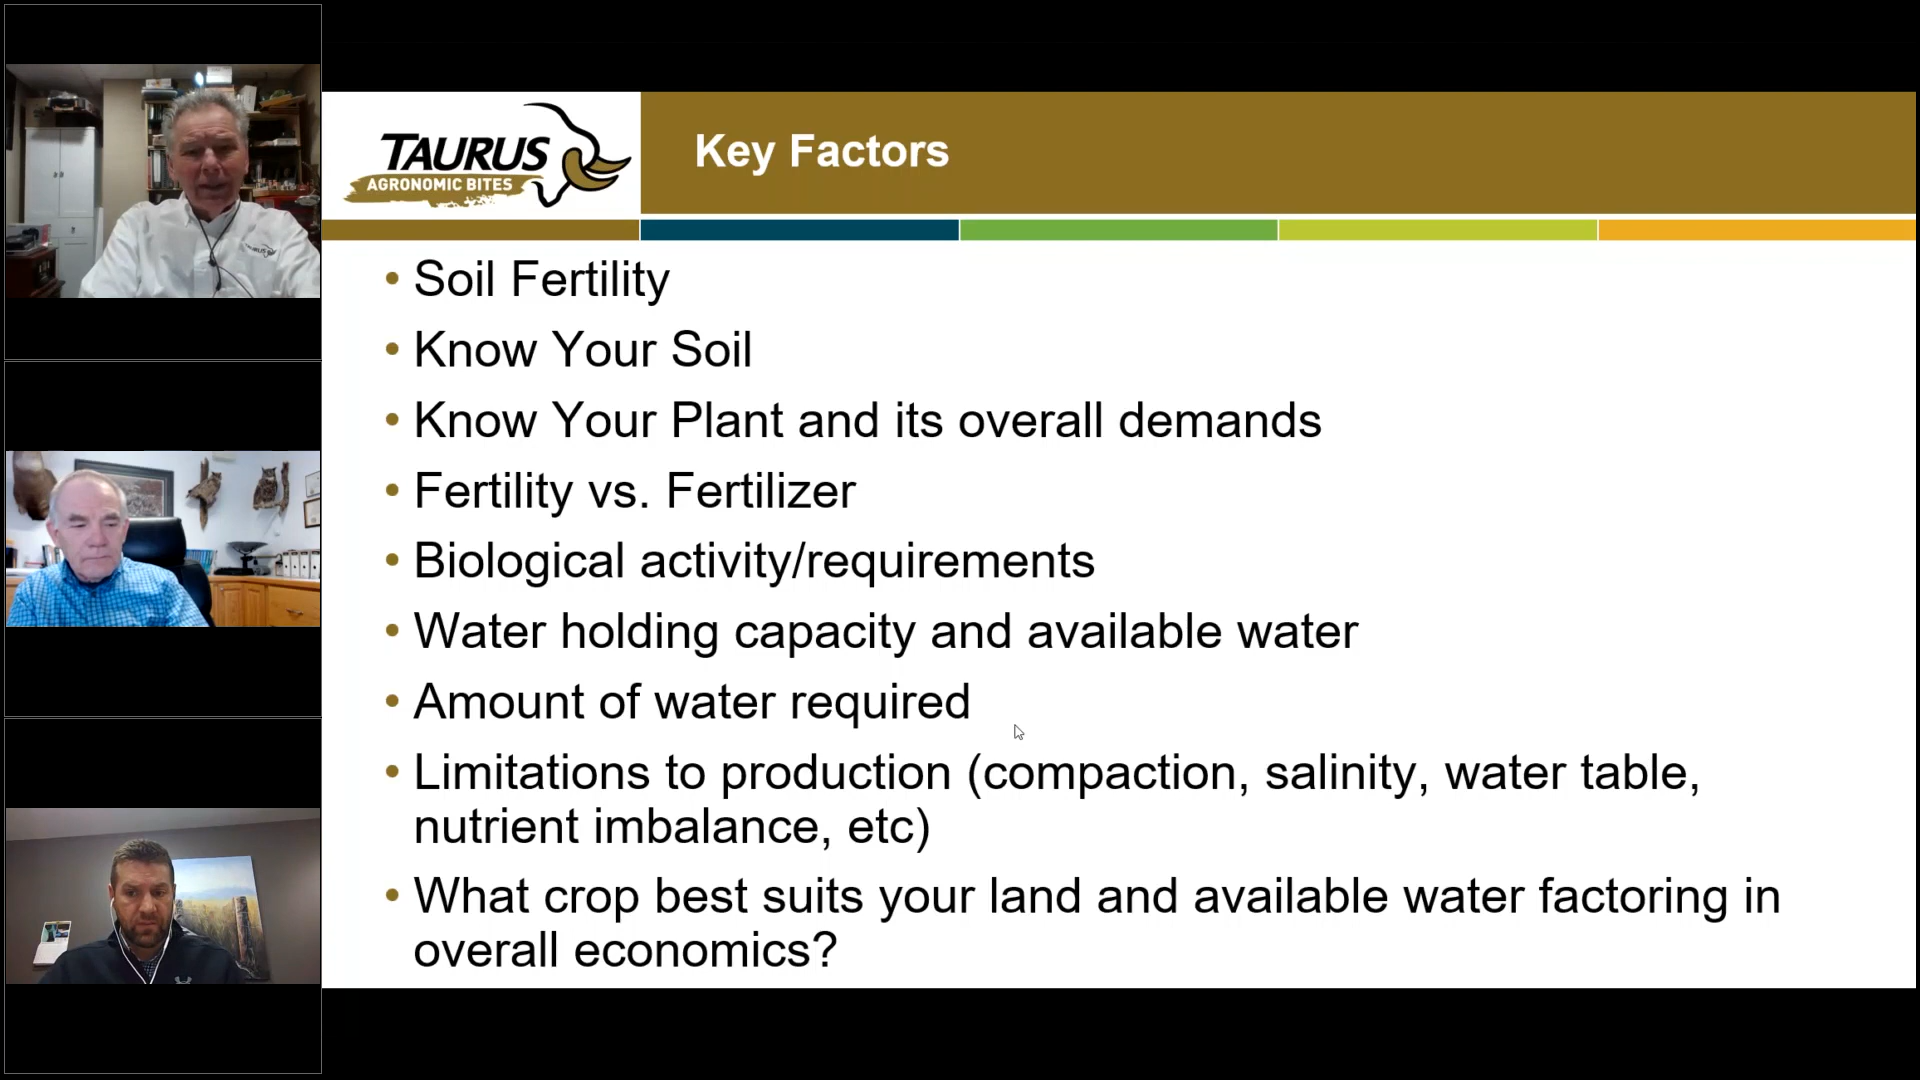 TAURUS
AGRONOMIC BITES
Key Factors
• Soil Fertility
• Know Your Soil
• Know Your Plant and its overall demands
• Fertility vs. Fertilizer
• Biological activity/requirements
• Water holding capacity and available water
• Amount of water required
• Limitations to production (compaction, salinity, water table,
nutrient imbalance, etc)
• What crop best suits your land and available water factoring in
overall economics?